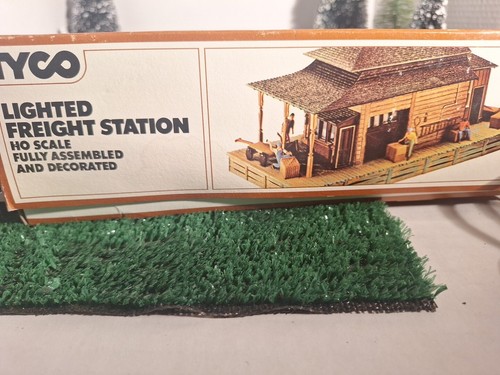 TYCO
LIGHTED
FREIGHT STATION
HO SCALE
FULLY ASSEMBLED
AND DECORATED